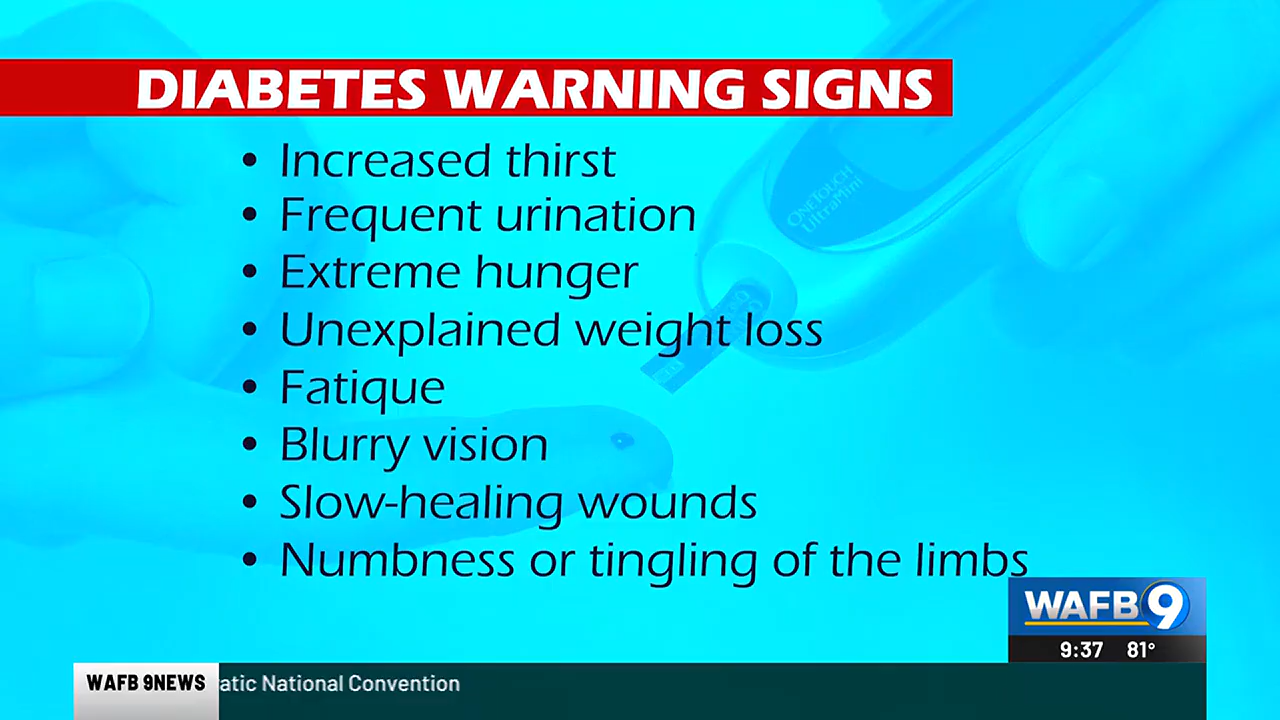 DIABETES WARNING SIGNS
• Increased thirst
• Frequent urination
• Extreme hunger
• Unexplained weight loss
• Fatique
• Blurry vision
• Slow-healing wounds
• Numbness or tingling of the limbs
ONETOUCH
UltraMini
WAFB 9
9:37 81°
WAFB 9NEWS
atic National Convention